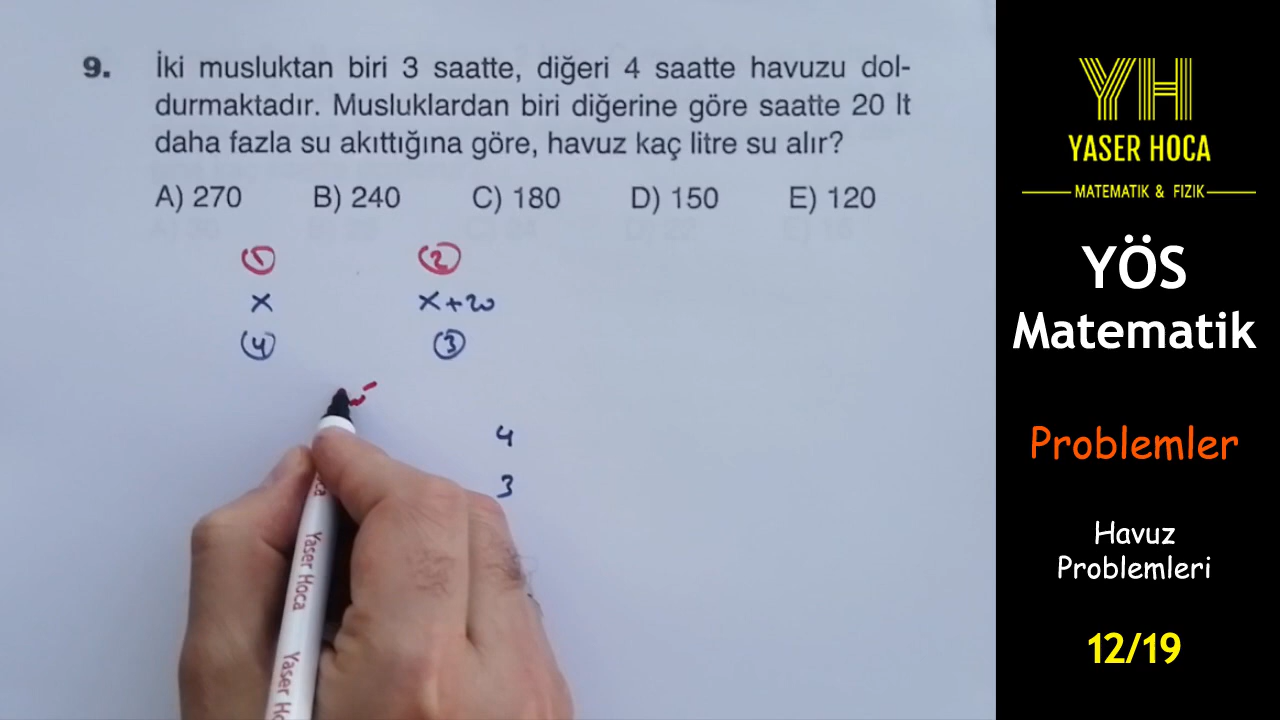 9. İki musluktan biri 3 saatte, diğeri 4 saatte havuzu dol-
durmaktadır. Musluklardan biri diğerine göre saatte 20 lt
daha fazla su akıttığına göre, havuz kaç litre su alır?
A) 270 B) 240 C) 180 D) 150 E) 120
1 2
x x+20
4 3
4
3
Yaser Hoca
Yaser Ho
YH
YASER HOCA
MATEMATIK & FIZIK
YÖS
Matematik
Problemler
Havuz
Problemleri
12/19